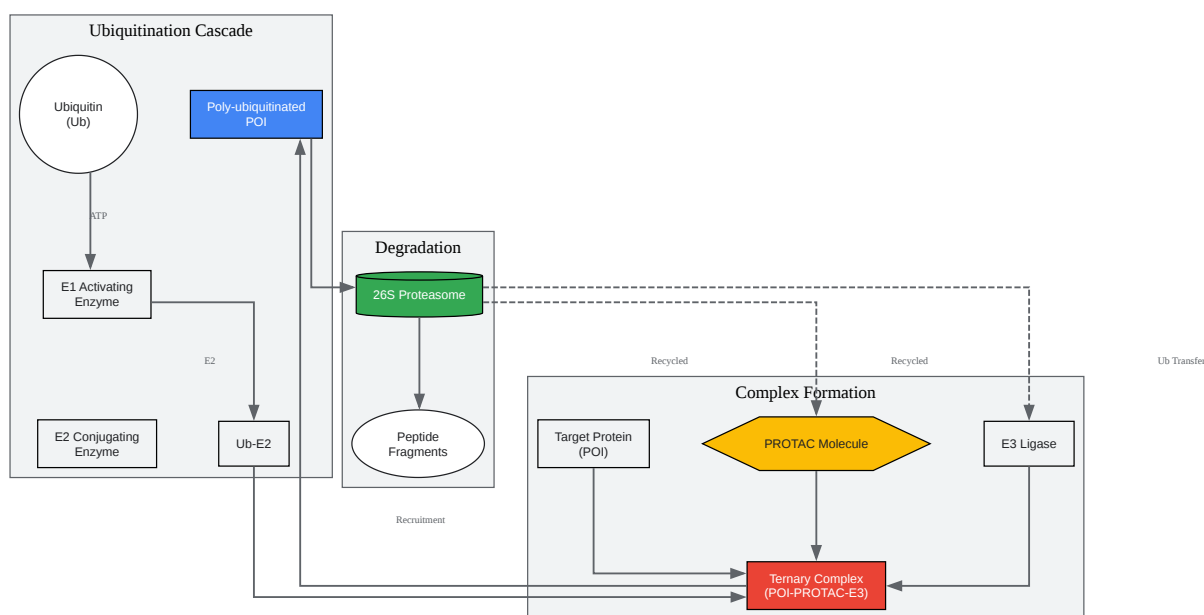 Ubiquitination Cascade
Ubiquitin
(Ub)
Poly-ubiquitinated
POI
ATP
Degradation
E1 Activating
Enzyme
26S Proteasome
E2
Recycled
Recycled
Ub Transfer
Complex Formation
E2 Conjugating
Enzyme
Ub-E2
Peptide
Fragments
Target Protein
(POI)
PROTAC Molecule
E3 Ligase
Recruitment
Ternary Complex
(POI-PROTAC-E3)